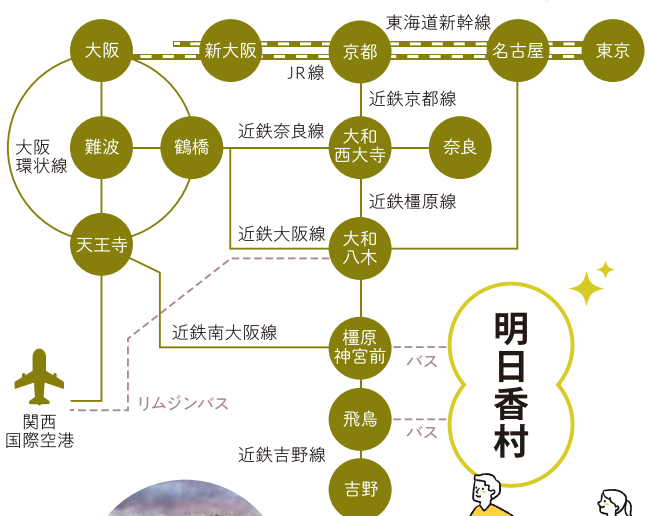 東海道新幹線
大阪
新大阪
京都
名古屋
東京
JR線
近鉄京都線
大阪
環状線
難波
鶴橋
近鉄奈良線
大和
西大寺
奈良
近鉄橿原線
天王寺
近鉄大阪線
大和
八木
近鉄南大阪線
橿原
神宮前
バス
明日香村
関西
国際空港
リムジンバス
飛鳥
バス
近鉄吉野線
吉野